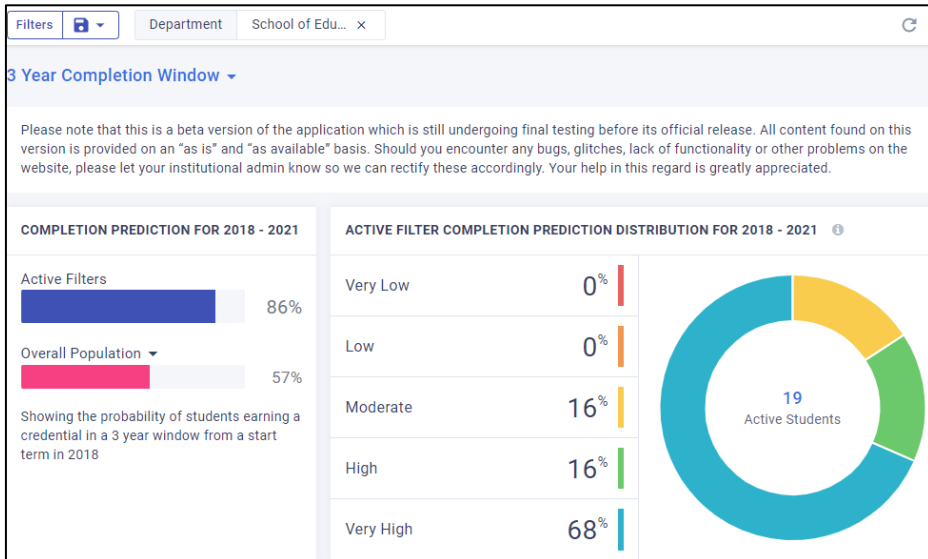 Filters
Department School of Edu... ×
3 Year Completion Window
Please note that this is a beta version of the application which is still undergoing final testing before its official release. All content found on this
version is provided on an “as is” and “as available” basis. Should you encounter any bugs, glitches, lack of functionality or other problems on the
website, please let your institutional admin know so we can rectify these accordingly. Your help in this regard is greatly appreciated.
COMPLETION PREDICTION FOR 2018 - 2021
Active Filters
86%
Overall Population
57%
Showing the probability of students earning a
credential in a 3 year window from a start
term in 2018
ACTIVE FILTER COMPLETION PREDICTION DISTRIBUTION FOR 2018 - 2021
Very Low 0%
Low 0%
Moderate 16%
High 16%
Very High 68%
19
Active Students